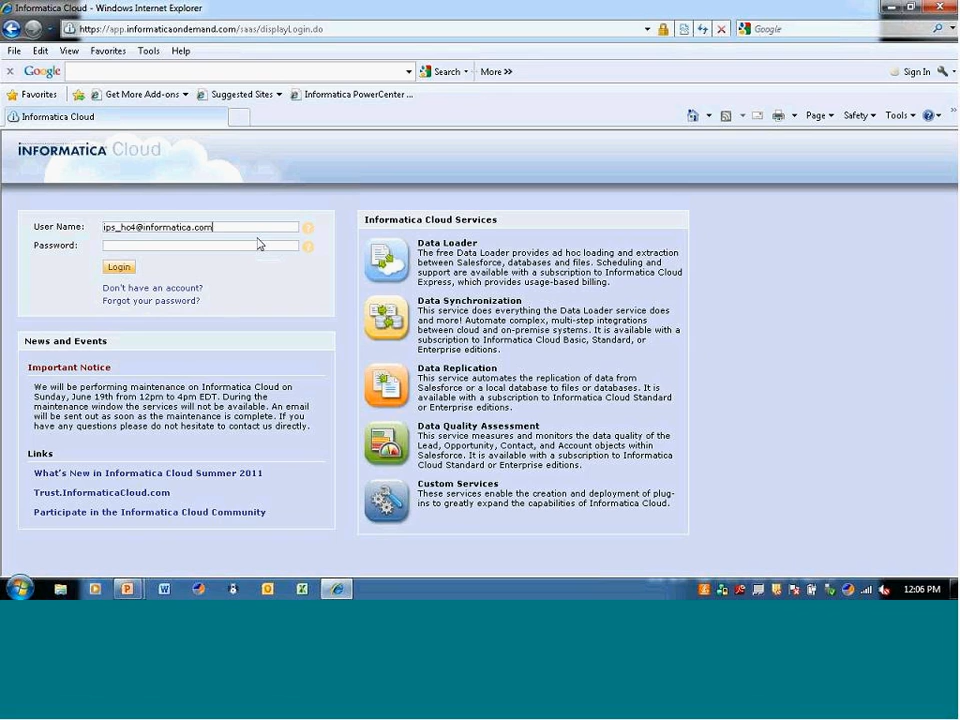 Informatica Cloud - Windows Internet Explorer
https://app.informaticaondemand.com/saas/displayLogin.do
Google
File Edit View Favorites Tools Help
x Google Search More »
Sign In
Favorites Get More Add-ons Suggested Sites Informatica PowerCenter ...
Informatica Cloud
Page Safety Tools
INFORMATICA Cloud
User Name: ips_ho4@informatica.com
Password:
Login
Don't have an account?
Forgot your password?
News and Events
Important Notice
We will be performing maintenance on Informatica Cloud on
Sunday, June 19th from 12pm to 4pm EDT. During the
maintenance window the services will not be available. An email
will be sent out as soon as the maintenance is complete. If you
have any questions please do not hesitate to contact us directly.
Links
What's New in Informatica Cloud Summer 2011
Trust.InformaticaCloud.com
Participate in the Informatica Cloud Community
Informatica Cloud Services
Data Loader
The free Data Loader provides ad hoc loading and extraction
between Salesforce, databases and files. Scheduling and
support are available with a subscription to Informatica Cloud
Express, which provides usage-based billing.
Data Synchronization
This service does everything the Data Loader service does
and more! Automate complex, multi-step integrations
between cloud and on-premise systems. It is available with a
subscription to Informatica Cloud Basic, Standard, or
Enterprise editions.
Data Replication
This service automates the replication of data from
Salesforce or a local database to files or databases. It is
available with a subscription to Informatica Cloud Standard
or Enterprise editions.
Data Quality Assessment
This service measures and monitors the data quality of the
Lead, Opportunity, Contact, and Account objects within
Salesforce. It is available with a subscription to Informatica
Cloud Standard or Enterprise editions.
Custom Services
These services enable the creation and deployment of plug-
ins to greatly expand the capabilities of Informatica Cloud.
12:06 PM